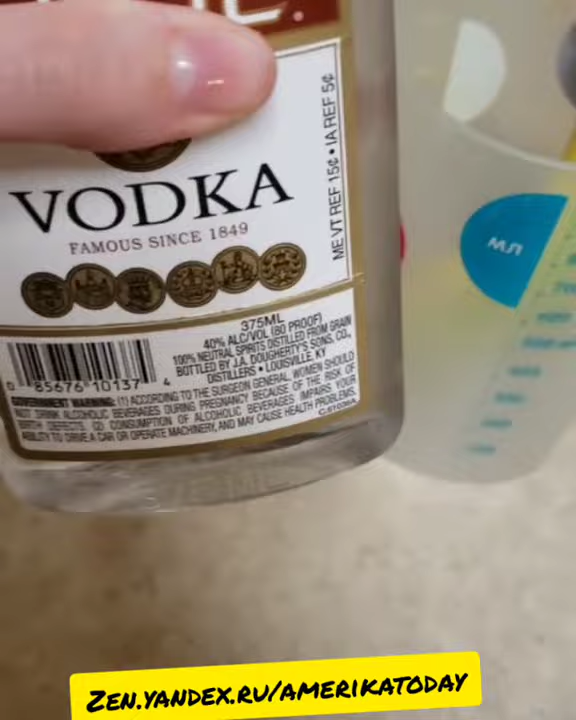 VODKA
FAMOUS SINCE 1849
ME VT REF 15¢ • IA REF 5¢
375ML
40% ALC/VOL (80 PROOF)
100% NEUTRAL SPIRITS DISTILLED FROM GRAIN
BOTTLED BY J.A. DOUGHERTY'S SONS, CO.,
DISTILLERS • LOUISVILLE, KY
0 85676 10137 4
GOVERNMENT WARNING: (1) ACCORDING TO THE SURGEON GENERAL, WOMEN SHOULD
NOT DRINK ALCOHOLIC BEVERAGES DURING PREGNANCY BECAUSE OF THE RISK OF
BIRTH DEFECTS. (2) CONSUMPTION OF ALCOHOLIC BEVERAGES IMPAIRS YOUR
ABILITY TO DRIVE A CAR OR OPERATE MACHINERY, AND MAY CAUSE HEALTH PROBLEMS.
МЛ
ZEN.YANDEX.RU/AMERIKATODAY